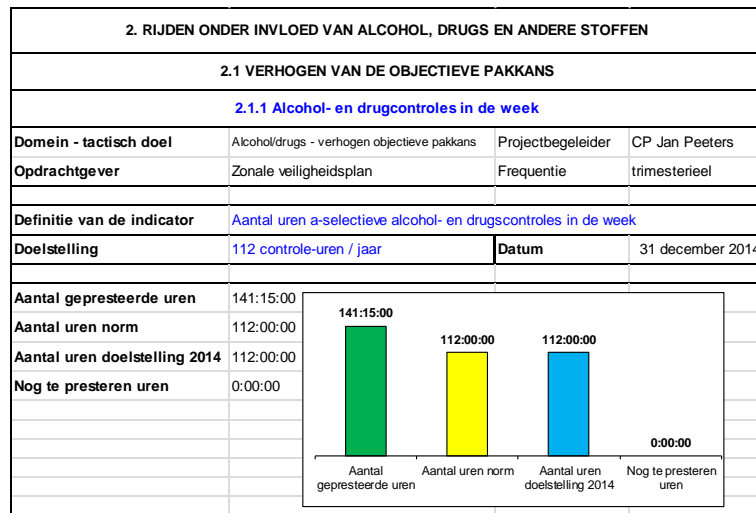 2. RIJDEN ONDER INVLOED VAN ALCOHOL, DRUGS EN ANDERE STOFFEN
2.1 VERHOGEN VAN DE OBJECTIEVE PAKKANS
2.1.1 Alcohol- en drugcontroles in de week
Domein - tactisch doel Alcohol/drugs - verhogen objectieve pakkans Projectbegeleider CP Jan Peeters
Opdrachtgever Zonale veiligheidsplan Frequentie trimesterieel
Definitie van de indicator Aantal uren a-selectieve alcohol- en drugscontroles in de week
Doelstelling 112 controle-uren / jaar Datum 31 december 2014
Aantal gepresteerde uren 141:15:00
Aantal uren norm 112:00:00
Aantal uren doelstelling 2014 112:00:00
Nog te presteren uren 0:00:00
141:15:00
112:00:00 112:00:00
0:00:00
Aantal gepresteerde uren
Aantal uren norm
Aantal uren doelstelling 2014
Nog te presteren uren